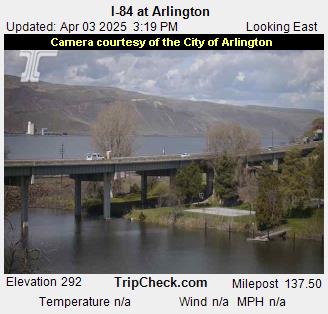 I-84 at Arlington
Updated: Apr 03 2025  3:19 PM Looking East
Camera courtesy of the City of Arlington
Elevation 292 TripCheck.com Milepost 137.50
Temperature n/a Wind n/a MPH n/a